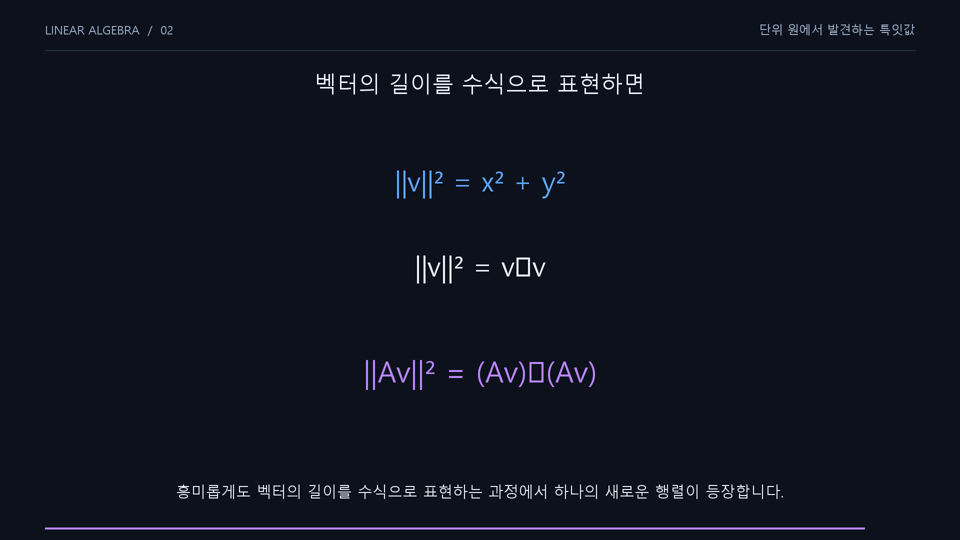 LINEAR ALGEBRA / 02
단위 원에서 발견하는 특잇값
벡터의 길이를 수식으로 표현하면
||v||² = x² + y²
||v||² = v▯v
||Av||² = (Av)▯(Av)
흥미롭게도 벡터의 길이를 수식으로 표현하는 과정에서 하나의 새로운 행렬이 등장합니다.